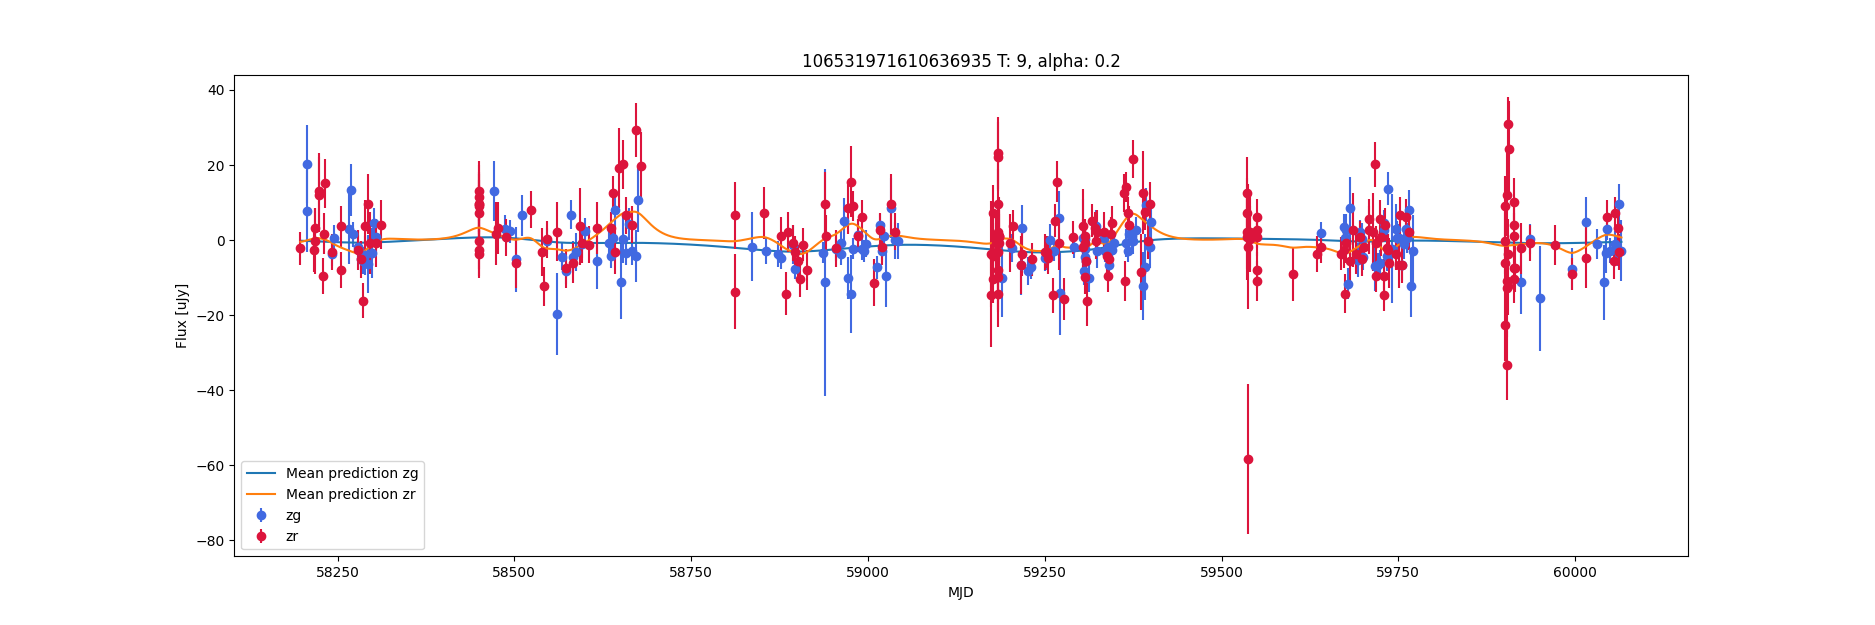 106531971610636935 T: 9, alpha: 0.2
40
20
0
−20
−40
−60
−80
Flux [uJy]
Mean prediction zg
Mean prediction zr
zg
zr
58250
58500
58750
59000
59250
59500
59750
60000
MJD